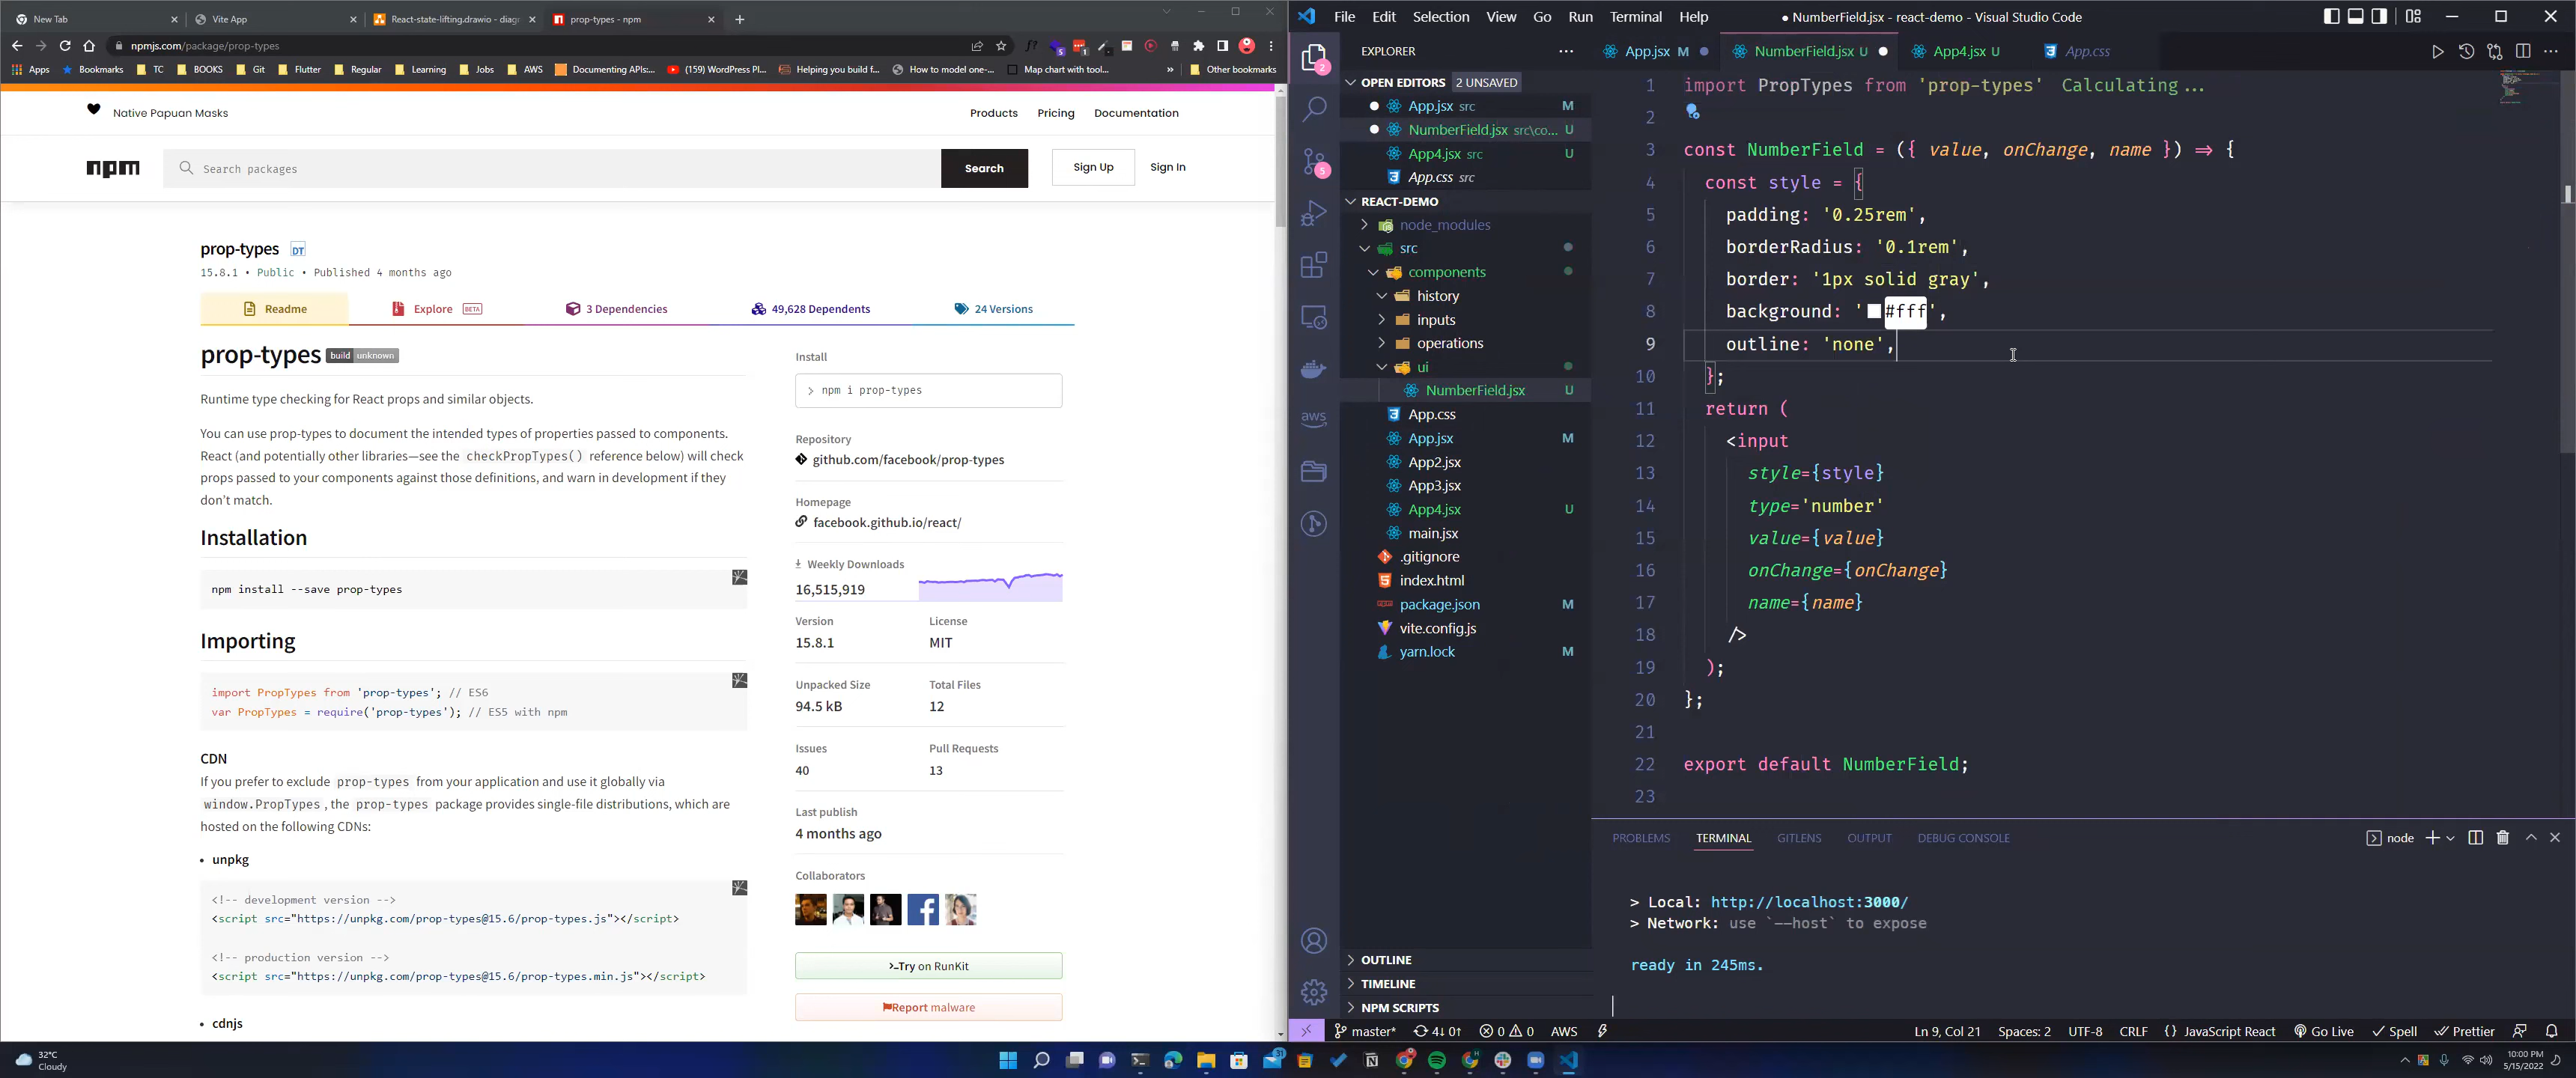 New Tab
Vite App
React-state-lifting.drawio - diagr
prop-types - npm
npmjs.com/package/prop-types
Apps
Bookmarks
TC
BOOKS
Git
Flutter
Regular
Learning
Jobs
AWS
Documenting APIs:...
(159) WordPress Pl...
Helping you build f...
How to model one-...
Map chart with tool...
»
Other bookmarks
Native Papuan Masks
Products
Pricing
Documentation
npm
Search packages
Search
Sign Up
Sign In
prop-types DT
15.8.1 • Public • Published 4 months ago
Readme
Explore BETA
3 Dependencies
49,628 Dependents
24 Versions
prop-types build unknown
Runtime type checking for React props and similar objects.
You can use prop-types to document the intended types of properties passed to components.
React (and potentially other libraries—see the checkPropTypes() reference below) will check
props passed to your components against those definitions, and warn in development if they
don't match.
Installation
npm install --save prop-types
Importing
import PropTypes from 'prop-types'; // ES6
var PropTypes = require('prop-types'); // ES5 with npm
CDN
If you prefer to exclude prop-types from your application and use it globally via
window.PropTypes , the prop-types package provides single-file distributions, which are
hosted on the following CDNs:
• unpkg
<!-- development version -->
<script src="https://unpkg.com/prop-types@15.6/prop-types.js"></script>
<!-- production version -->
<script src="https://unpkg.com/prop-types@15.6/prop-types.min.js"></script>
• cdnjs
Install
> npm i prop-types
Repository
github.com/facebook/prop-types
Homepage
facebook.github.io/react/
Weekly Downloads
16,515,919
Version
License
15.8.1
MIT
Unpacked Size
Total Files
94.5 kB
12
Issues
Pull Requests
40
13
Last publish
4 months ago
Collaborators
>-Try on RunKit
Report malware
File
Edit
Selection
View
Go
Run
Terminal
Help
● NumberField.jsx - react-demo - Visual Studio Code
EXPLORER
App.jsx M
NumberField.jsx U
App4.jsx U
App.css
OPEN EDITORS 2 UNSAVED
App.jsx src M
NumberField.jsx src\co... U
App4.jsx src U
App.css src
REACT-DEMO
node_modules
src
components
history
inputs
operations
ui
NumberField.jsx U
App.css
App.jsx M
App2.jsx
App3.jsx
App4.jsx U
main.jsx
.gitignore
index.html
package.json M
vite.config.js
yarn.lock M
OUTLINE
TIMELINE
NPM SCRIPTS
2
5
aws
1 import PropTypes from 'prop-types' Calculating...
2
3 const NumberField = ({ value, onChange, name }) ⇒ {
4 const style = {
5 padding: '0.25rem',
6 borderRadius: '0.1rem',
7 border: '1px solid gray',
8 background: '#fff',
9 outline: 'none',
10 };
11 return (
12 <input
13 style={style}
14 type='number'
15 value={value}
16 onChange={onChange}
17 name={name}
18 />
19 );
20 };
21
22 export default NumberField;
23
PROBLEMS
TERMINAL
GITLENS
OUTPUT
DEBUG CONSOLE
node
> Local: http://localhost:3000/
> Network: use `--host` to expose
ready in 245ms.
master*
4↓ 0↑
0
0
AWS
Ln 9, Col 21
Spaces: 2
UTF-8
CRLF
{} JavaScript React
Go Live
Spell
Prettier
32°C
Cloudy
10:00 PM
5/15/2022